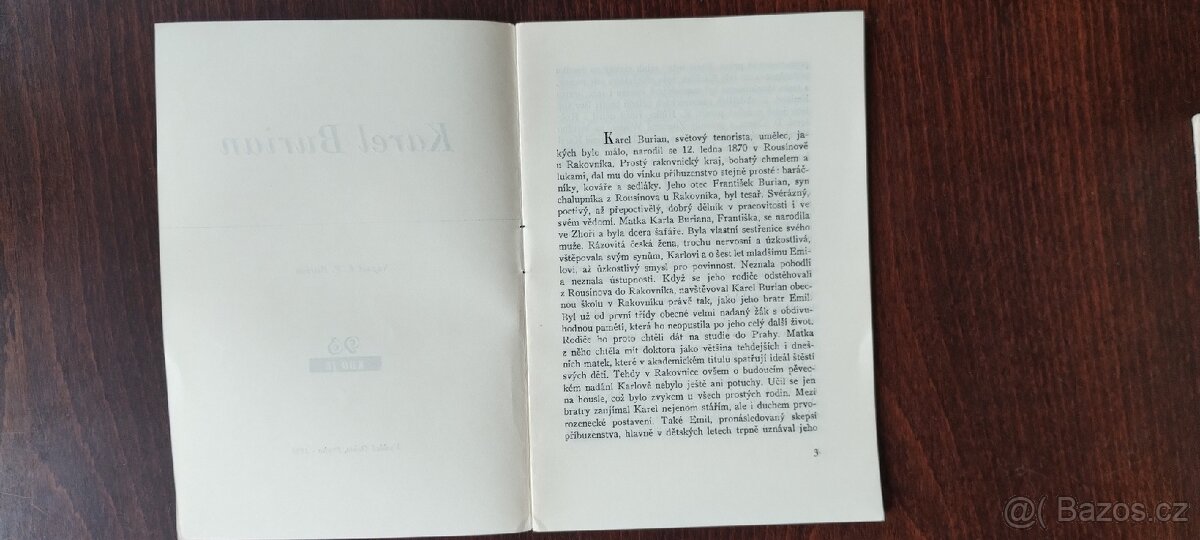 Karel Burian
Karel Burian, světový tenorista, umělec, ja-
kých bylo málo, narodil se 12. ledna 1870 v Rousínově
u Rakovníka. Prostý rakovnický kraj, bohatý chmelem a
lukami, dal mu do vínku příbuzenstvo stejně prosté: baráč-
níky, kováře a sedláky. Jeho otec František Burian, syn
chalupníka z Rousínova u Rakovníka, byl tesař. Svérázný,
poctivý, až přepoctivělý, dobrý dělník v pracovitosti i ve
svém vědomí. Matka Karla Buriana, Františka, se narodila
ve Zhoři a byla dcera šafáře. Byla vlastní sestřenice svého
muže. Rázovitá česká žena, trochu nervosní a úzkostlivá,
vštěpovala svým synům, Karlovi a o šest let mladšímu Emi-
lovi, až úzkostlivý smysl pro povinnost. Neznala pohodlí
a neznala ústupnosti. Když se jeho rodiče odstěhovali
z Rousínova do Rakovníka, navštěvoval Karel Burian obec-
nou školu v Rakovníku právě tak, jako jeho bratr Emil.
Byl už od první třídy obecné velmi nadaný žák s obdivu-
hodnou pamětí, která ho neopustila po jeho celý další život.
Rodiče ho proto chtěli dát na studie do Prahy. Matka
z něho chtěla mít doktora jako většina tehdejších i dneš-
ních matek, které v akademickém titulu spatřují ideál štěstí
svých dětí. Tehdy v Rakovníce ovšem o budoucím pěvec-
kém nadání Karlově nebylo ještě ani potuchy. Učil se jen
na housle, což bylo zvykem u všech prostých rodin. Mezi
bratry zaujímal Karel nejenom stářím, ale i duchem prvo-
rozenecké postavení. Také Emil, pronásledovaný skepsí
příbuzenstva, hlavně v dětských letech trpně uznával jeho
3
@ Bazos.cz